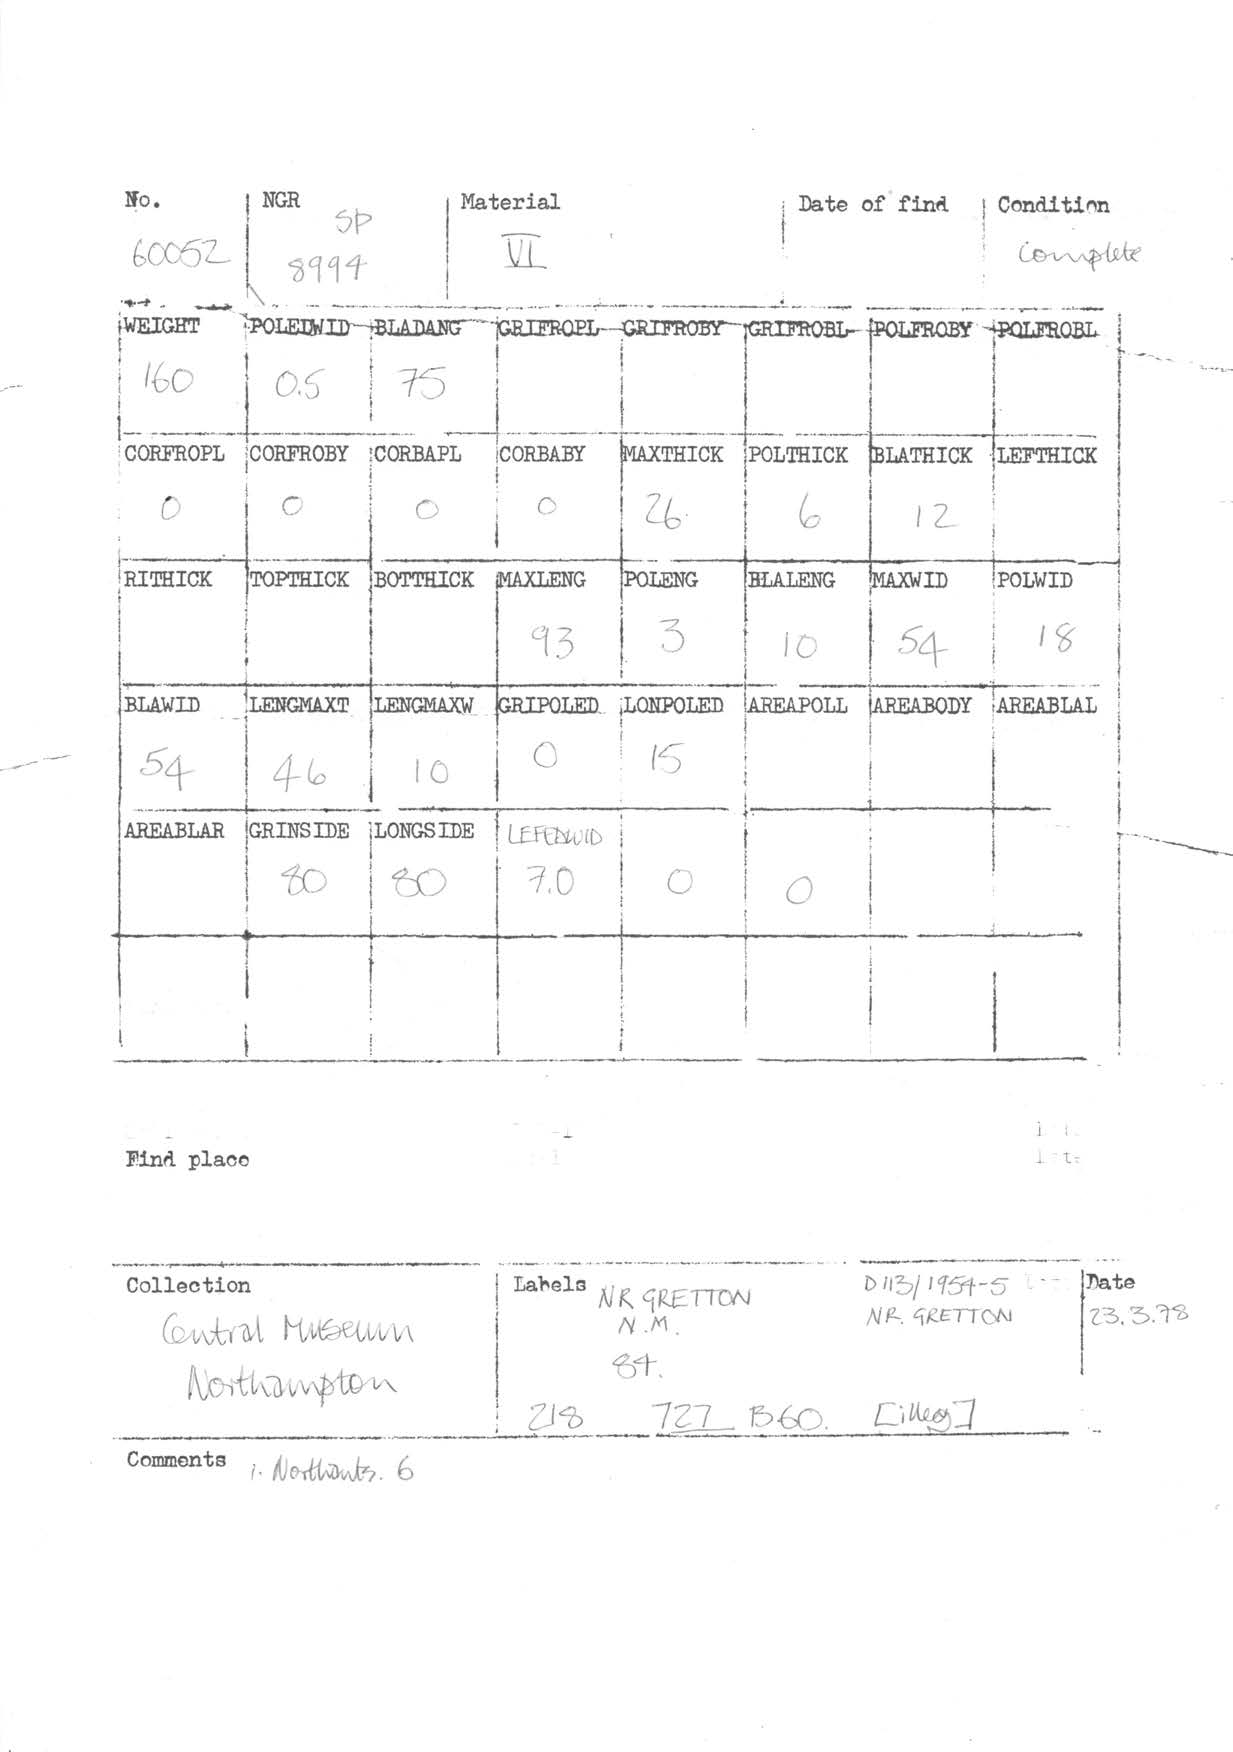 No. NGR Material Date of find Condition
SP
60052 8994 VI complete
WEIGHT POLEDWID BLADANG GRIFROPL GRIFROBY GRIFROBL POLFROBY POLFROBL
160 0.5 75
CORFROPL CORFROBY CORBAPL CORBABY MAXTHICK POLTHICK BLATHICK LEFTHICK
0 0 0 0 26 6 12
RITHICK TOPTHICK BOTTHICK MAXLENG POLENG BLALENG MAXWID POLWID
93 3 10 54 18
BLAWID LENGMAXT LENGMAXW GRIPOLED LONPOLED AREAPOLL AREABODY AREABLAL
54 46 10 0 15
AREABLAR GRINSIDE LONGSIDE LEFEDWID
80 80 7.0 0 0
Find place
Collection Labels NR GRETTON D113/1954-5 Date
Central Museum N.M. NR. GRETTON 23.3.78
Northampton 84.
218 727 B60. [illeg]
Comments i. Northants. 6